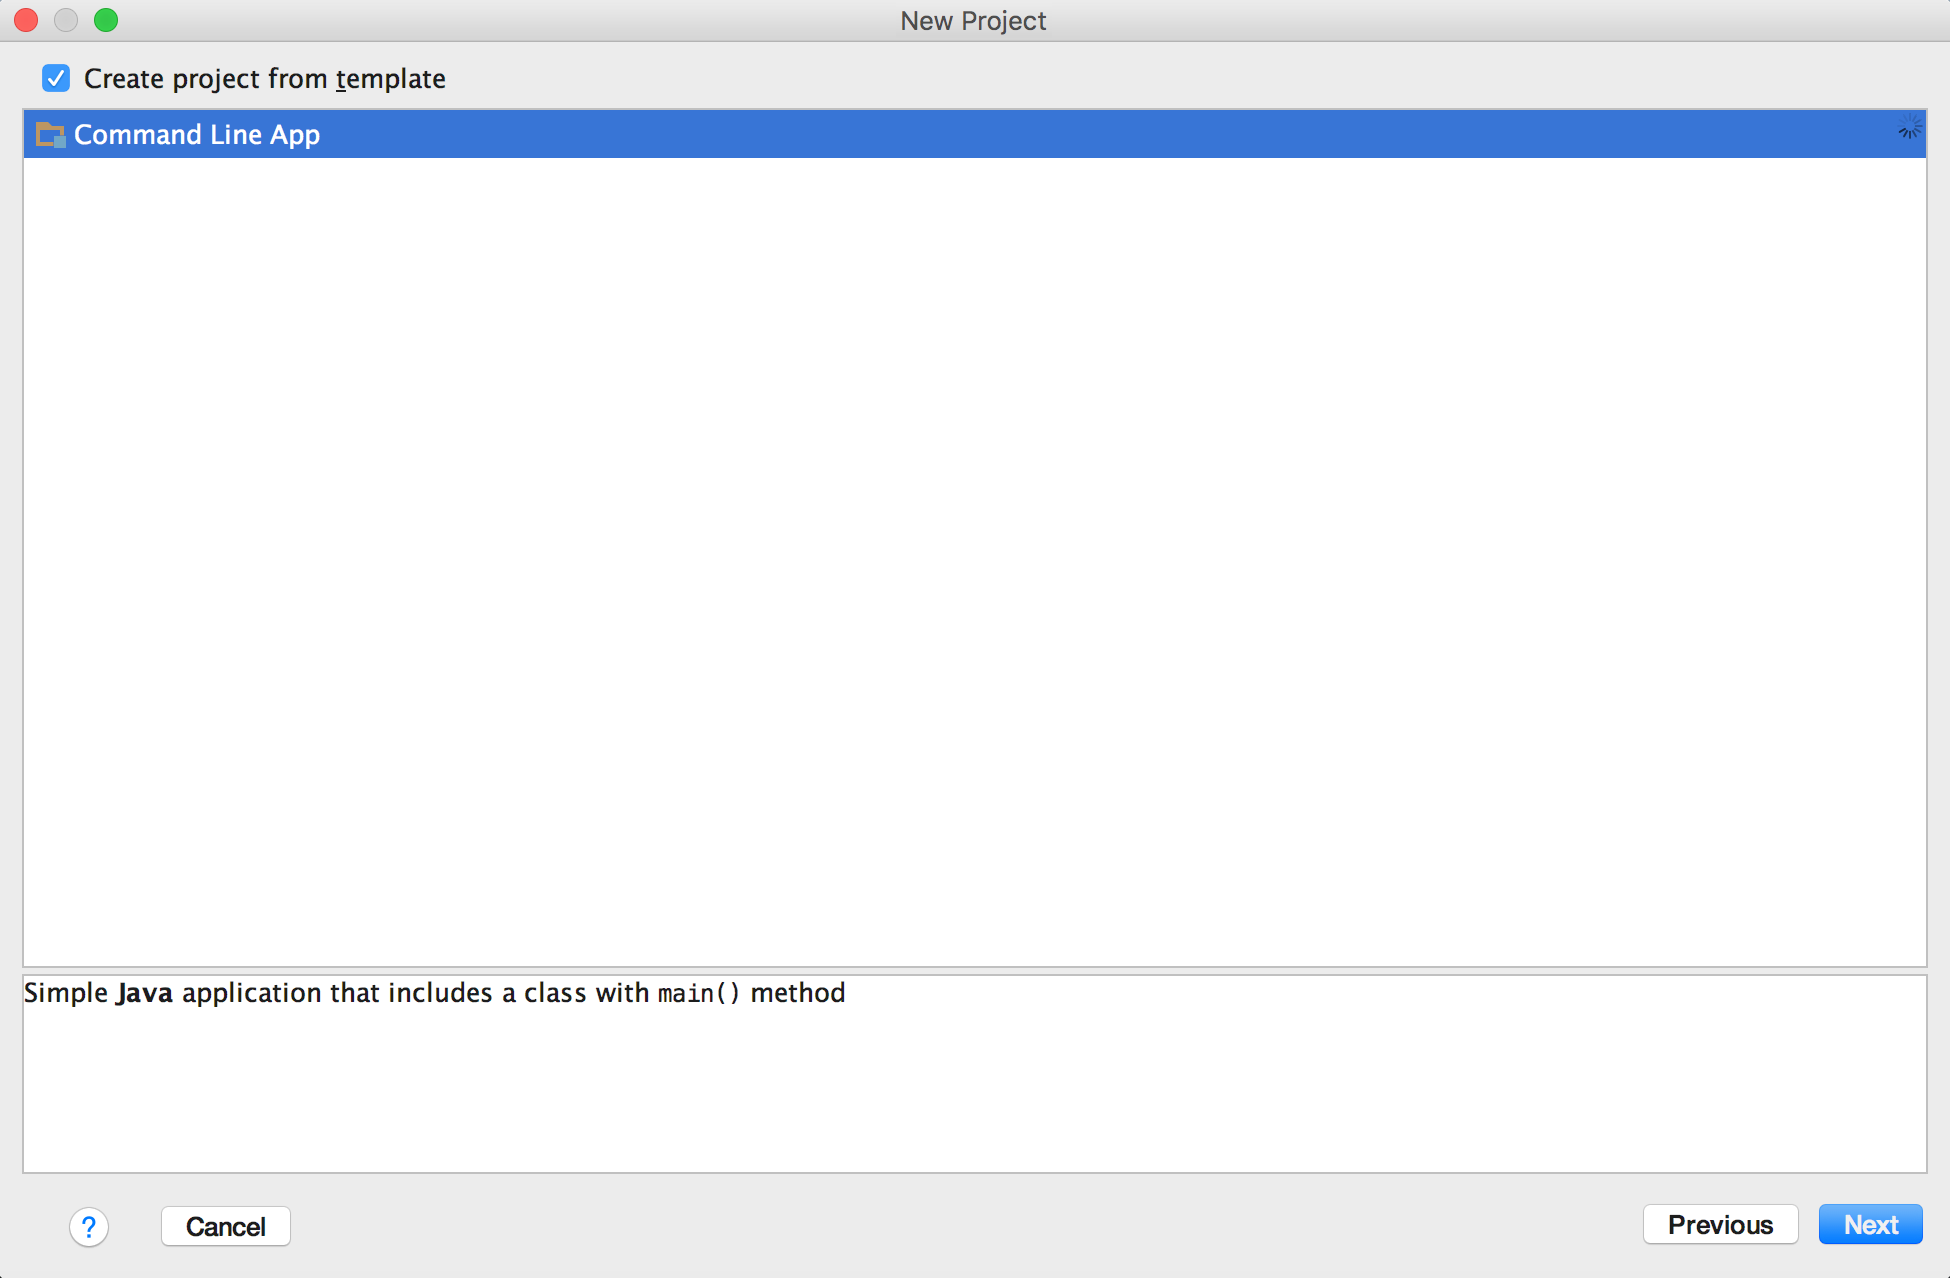 New Project
Create project from template
Command Line App
Simple Java application that includes a class with main() method
?
Cancel
Previous
Next